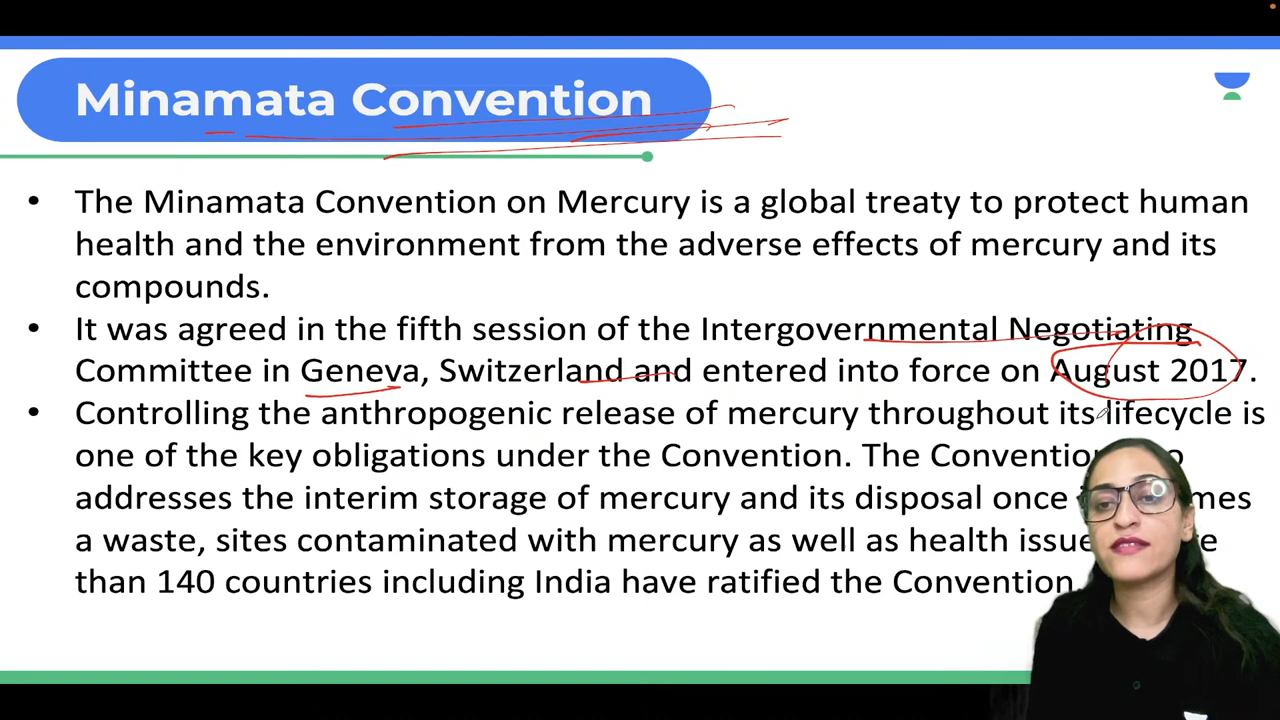 Minamata Convention
• The Minamata Convention on Mercury is a global treaty to protect human
health and the environment from the adverse effects of mercury and its
compounds.
• It was agreed in the fifth session of the Intergovernmental Negotiating
Committee in Geneva, Switzerland and entered into force on August 2017.
• Controlling the anthropogenic release of mercury throughout its lifecycle is
one of the key obligations under the Convention. The Convention
addresses the interim storage of mercury and its disposal once
a waste, sites contaminated with mercury as well as health
than 140 countries including India have ratified the Convention.